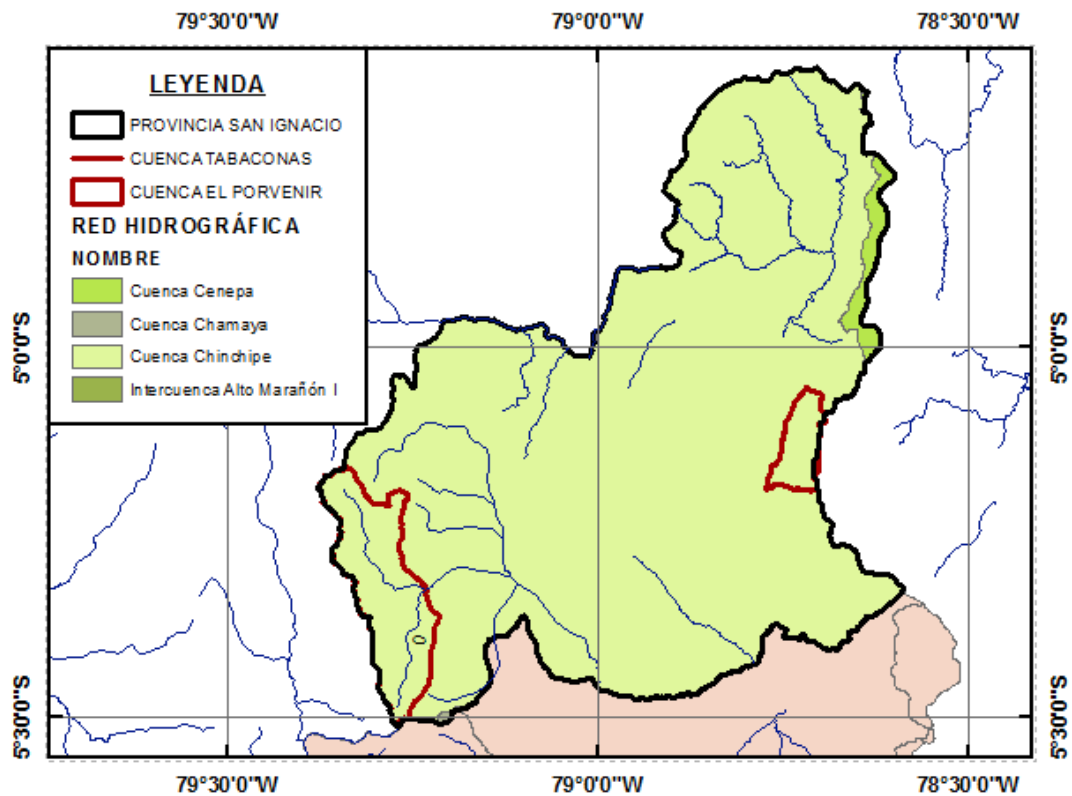 79°30'0"W 79°0'0"W 78°30'0"W
LEYENDA
PROVINCIA SAN IGNACIO
CUENCA TABACONAS
CUENCA EL PORVENIR
RED HIDROGRÁFICA
NOMBRE
Cuenca Cenepa
Cuenca Chamaya
Cuenca Chinchipe
Intercuenca Alto Marañón I
5°0'0"S 5°0'0"S
0
5°30'0"S 5°30'0"S
79°30'0"W 79°0'0"W 78°30'0"W